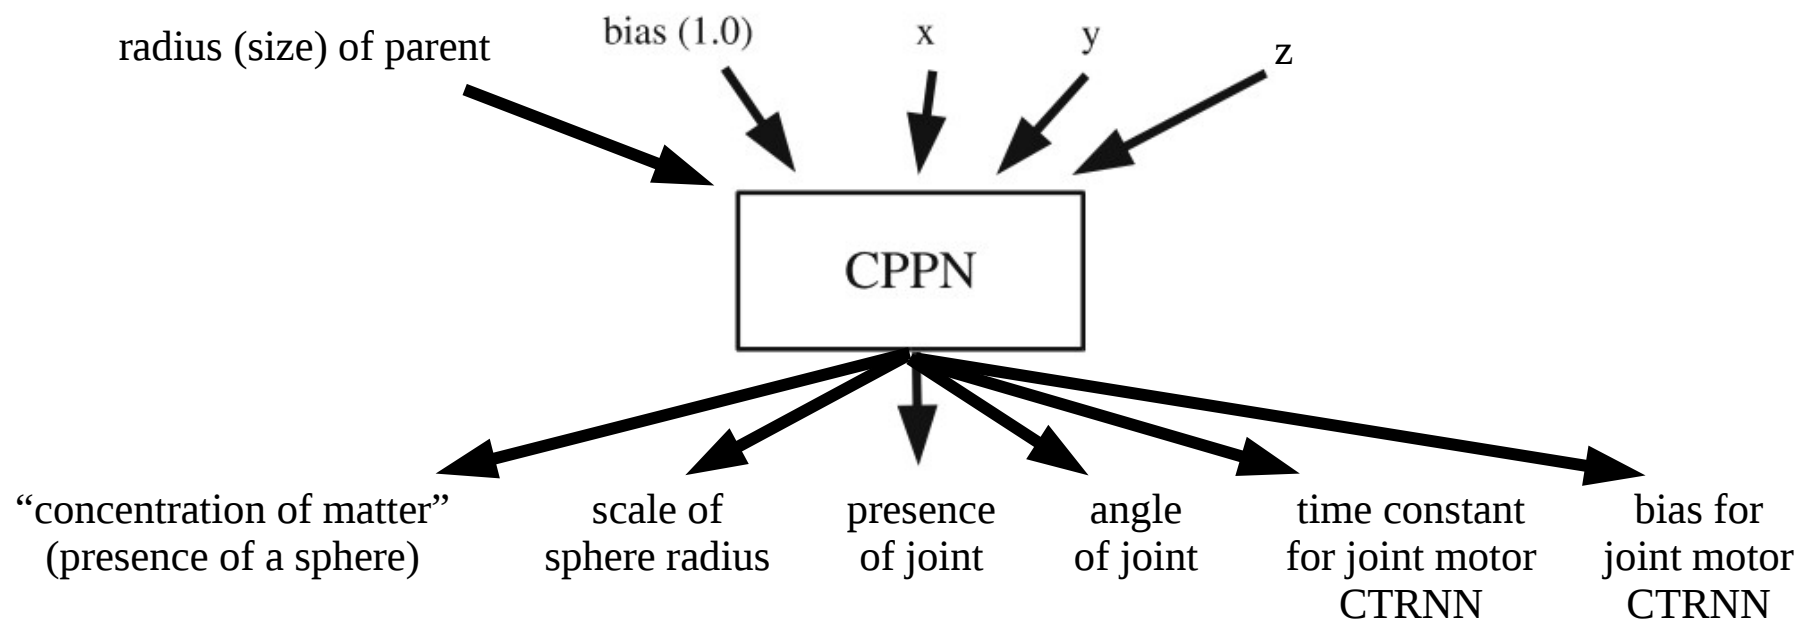 radius (size) of parent
bias (1.0)
x
y
z
CPPN
“concentration of matter”
(presence of a sphere)
scale of
sphere radius
presence
of joint
angle
of joint
time constant
for joint motor
CTRNN
bias for
joint motor
CTRNN